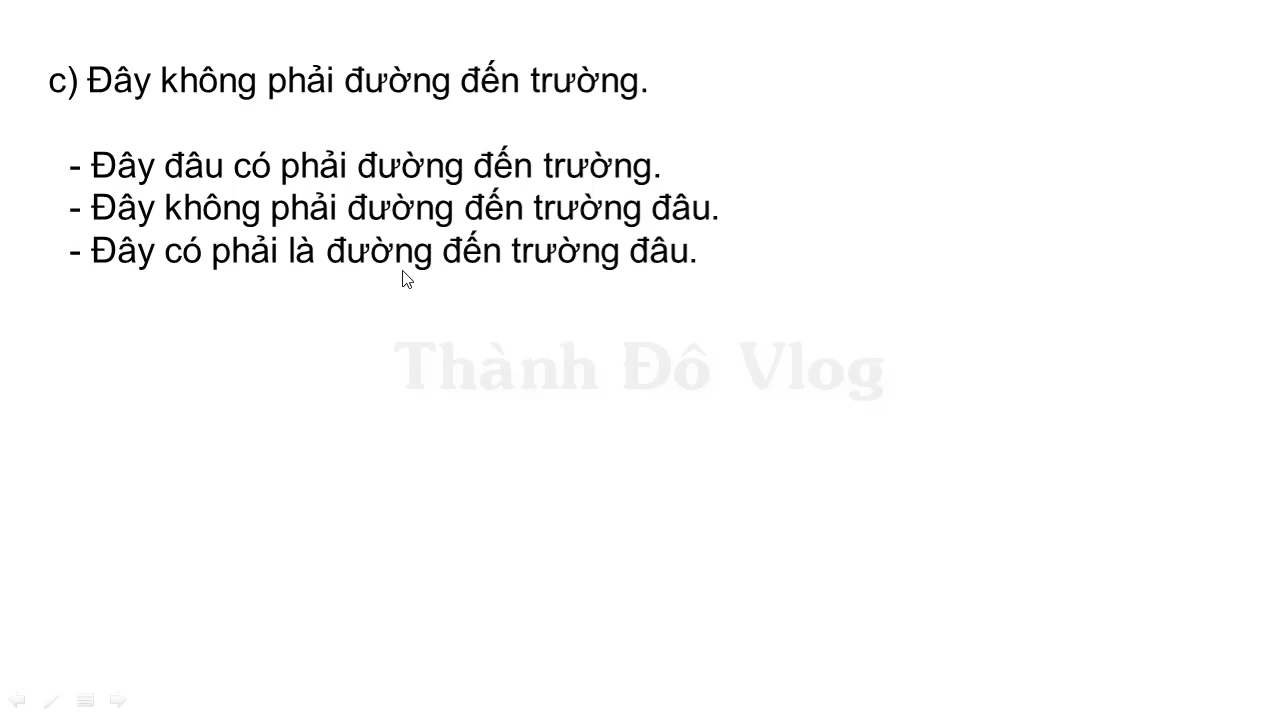 c) Đây không phải đường đến trường.
- Đây đâu có phải đường đến trường.
- Đây không phải đường đến trường đâu.
- Đây có phải là đường đến trường đâu.
Thành Đô Vlog